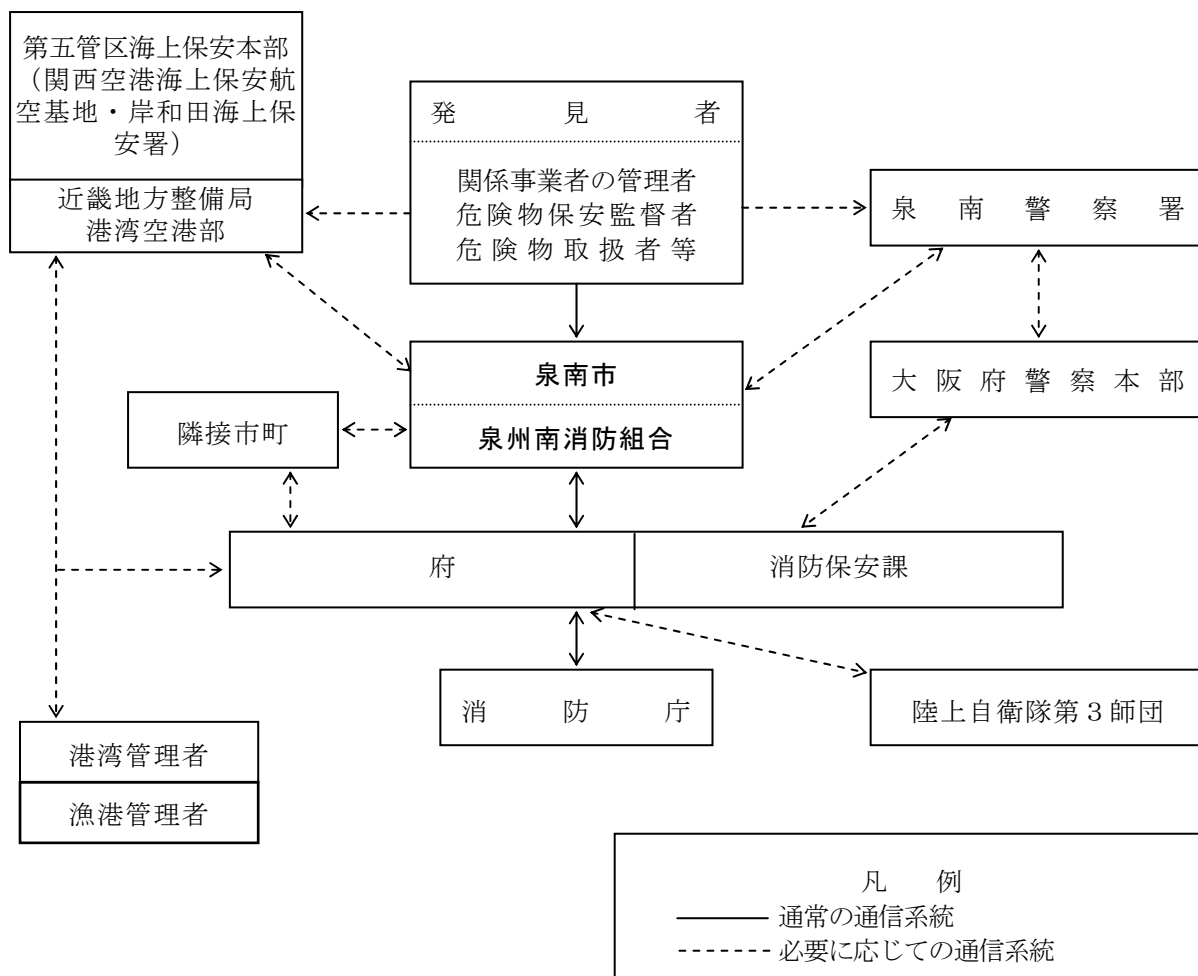 第五管区海上保安本部
（関西空港海上保安航
空基地・岸和田海上保
安署）
近畿地方整備局
港湾空港部
発見者
関係事業者の管理者
危険物保安監督者
危険物取扱者等
泉南警察署
泉南市
泉州南消防組合
大阪府警察本部
隣接市町
府
消防保安課
消防庁
陸上自衛隊第３師団
港湾管理者
漁港管理者
凡例
通常の通信系統
必要に応じての通信系統